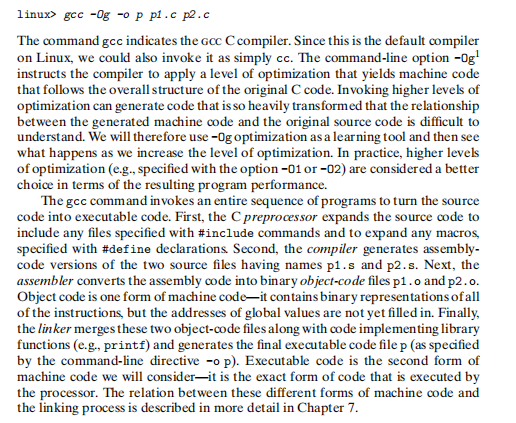 linux> gcc -Og -o p p1.c p2.c
The command gcc indicates the GCC C compiler. Since this is the default compiler
on Linux, we could also invoke it as simply cc. The command-line option -Og1
instructs the compiler to apply a level of optimization that yields machine code
that follows the overall structure of the original C code. Invoking higher levels of
optimization can generate code that is so heavily transformed that the relationship
between the generated machine code and the original source code is difficult to
understand. We will therefore use -Og optimization as a learning tool and then see
what happens as we increase the level of optimization. In practice, higher levels
of optimization (e.g., specified with the option -O1 or -O2) are considered a better
choice in terms of the resulting program performance.
The gcc command invokes an entire sequence of programs to turn the source
code into executable code. First, the C preprocessor expands the source code to
include any files specified with #include commands and to expand any macros,
specified with #define declarations. Second, the compiler generates assembly-
code versions of the two source files having names p1.s and p2.s. Next, the
assembler converts the assembly code into binary object-code files p1.o and p2.o.
Object code is one form of machine code—it contains binary representations of all
of the instructions, but the addresses of global values are not yet filled in. Finally,
the linker merges these two object-code files along with code implementing library
functions (e.g., printf) and generates the final executable code file p (as specified
by the command-line directive -o p). Executable code is the second form of
machine code we will consider—it is the exact form of code that is executed by
the processor. The relation between these different forms of machine code and
the linking process is described in more detail in Chapter 7.